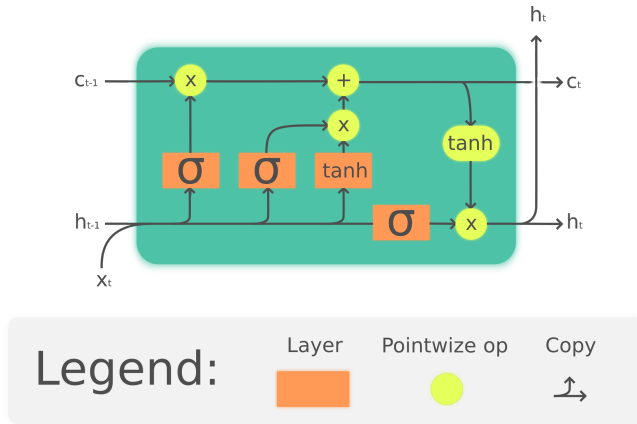 hₜ
cₜ₋₁ x + cₜ
x
tanh
σ σ tanh
σ
hₜ₋₁ x hₜ
xₜ
Layer Pointwize op Copy
Legend: